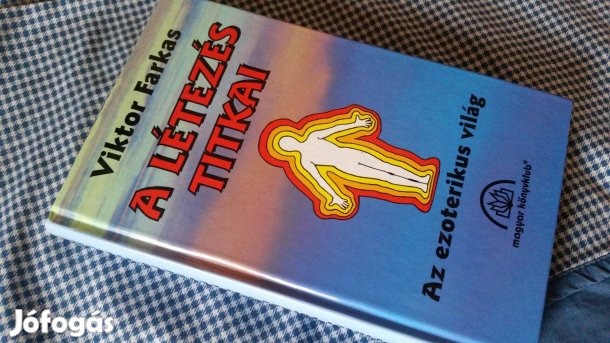 Viktor Farkas
A LÉTEZÉS
TITKAI
Az ezoterikus világ
magyar könyvklub®
Jófogás